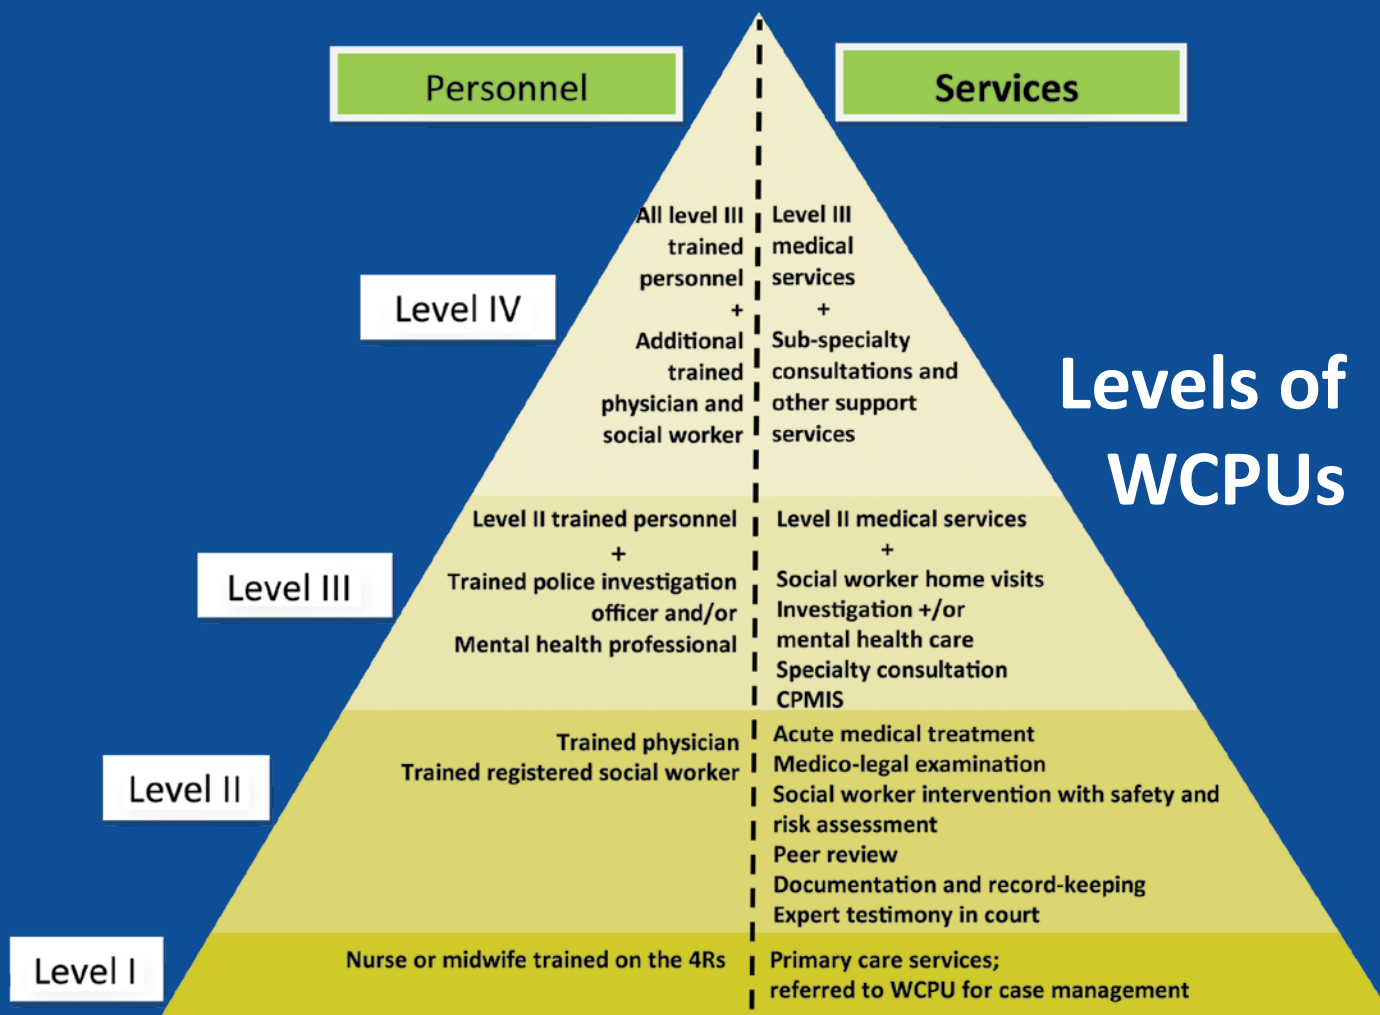 Personnel
Services
Level IV
All level III
trained
personnel
+
Additional
trained
physician and
social worker
Level III
medical
services
+
Sub-specialty
consultations and
other support
services
Levels of
WCPUs
Level III
Level II trained personnel
+
Trained police investigation
officer and/or
Mental health professional
Level II medical services
+
Social worker home visits
Investigation +/or
mental health care
Specialty consultation
CPMIS
Level II
Trained physician
Trained registered social worker
Acute medical treatment
Medico-legal examination
Social worker intervention with safety and
risk assessment
Peer review
Documentation and record-keeping
Expert testimony in court
Level I
Nurse or midwife trained on the 4Rs
Primary care services;
referred to WCPU for case management